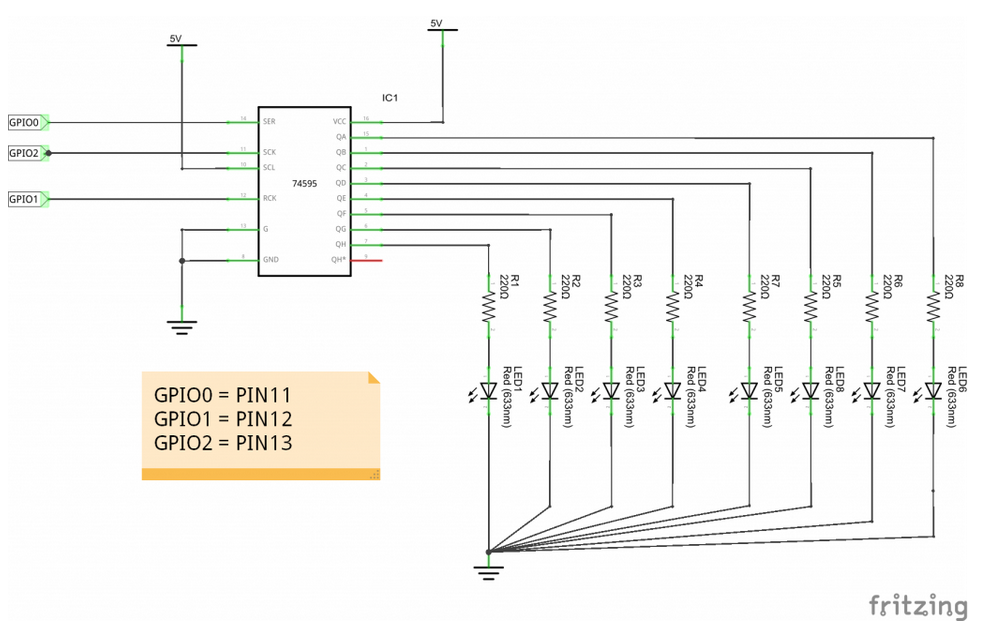 5V
5V
IC1
GPIO0
14
SER
VCC
16
QA
15
GPIO2
11
SCK
QB
1
10
SCL
QC
2
74595
QD
3
GPIO1
12
RCK
QE
4
QF
5
13
G
QG
6
QH
7
8
GND
QH*
9
R1
220Ω
R2
220Ω
R3
220Ω
R4
220Ω
R7
220Ω
R5
220Ω
R6
220Ω
R8
220Ω
LED1
Red (633nm)
LED2
Red (633nm)
LED3
Red (633nm)
LED4
Red (633nm)
LED5
Red (633nm)
LED8
Red (633nm)
LED7
Red (633nm)
LED6
Red (633nm)
GPIO0 = PIN11
GPIO1 = PIN12
GPIO2 = PIN13
fritzing